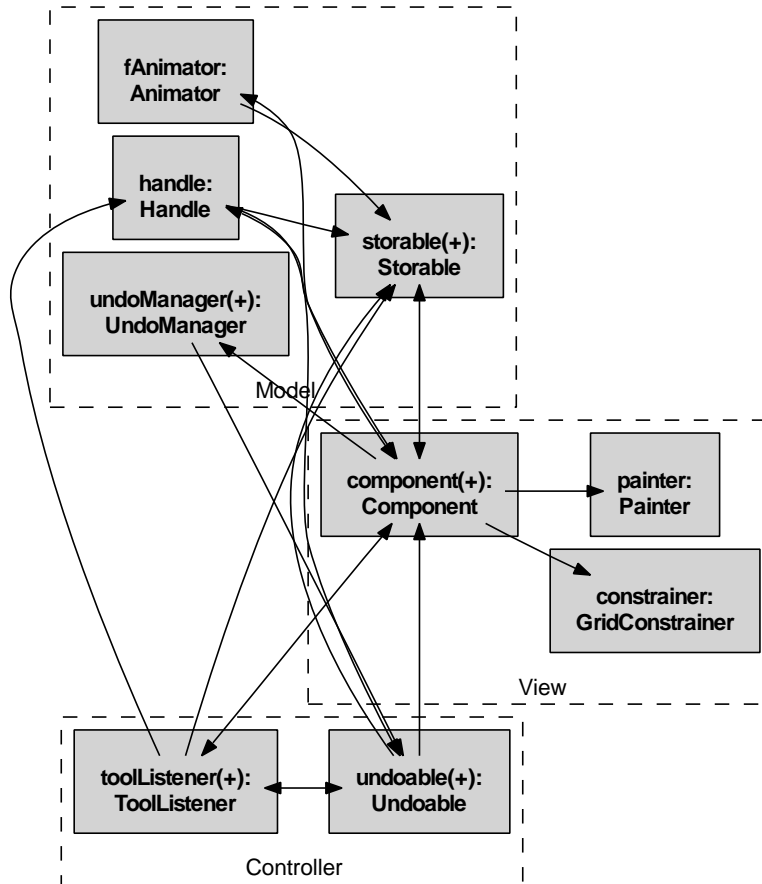 fAnimator:
Animator
handle:
Handle
storable(+):
Storable
undoManager(+):
UndoManager
Model
component(+):
Component
painter:
Painter
constrainer:
GridConstrainer
View
toolListener(+):
ToolListener
undoable(+):
Undoable
Controller